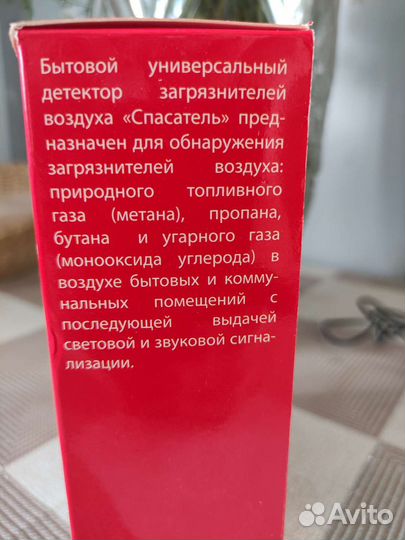 Бытовой универсальный
детектор загрязнителей
воздуха «Спасатель» пред-
назначен для обнаружения
загрязнителей воздуха:
природного топливного
газа (метана), пропана,
бутана и угарного газа
(монооксида углерода) в
воздухе бытовых и комму-
нальных помещений с
последующей выдачей
световой и звуковой сигна-
лизации.
Avito